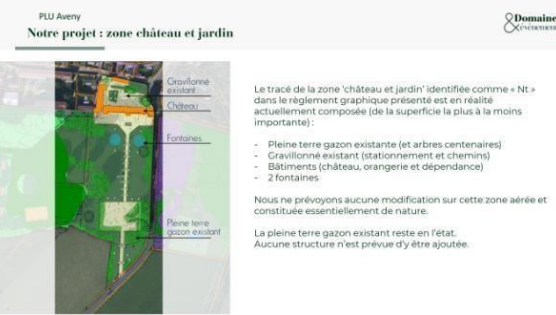 PLU Aveny
Notre projet : zone château et jardin
Domaine
& évènement
Gravillonné
existant
Château
Fontaines
Pleine terre
gazon existant
Le tracé de la zone 'château et jardin' identifiée comme « Nt »
dans le règlement graphique présenté est en réalité
actuellement composée (de la superficie la plus à la moins
importante) :
- Pleine terre gazon existante (et arbres centenaires)
- Gravillonné existant (stationnement et chemins)
- Bâtiments (château, orangerie et dépendance)
- 2 fontaines
Nous ne prévoyons aucune modification sur cette zone aérée et
constituée essentiellement de nature.
La pleine terre gazon existant reste en l'état.
Aucune structure n'est prévue d'y être ajoutée.